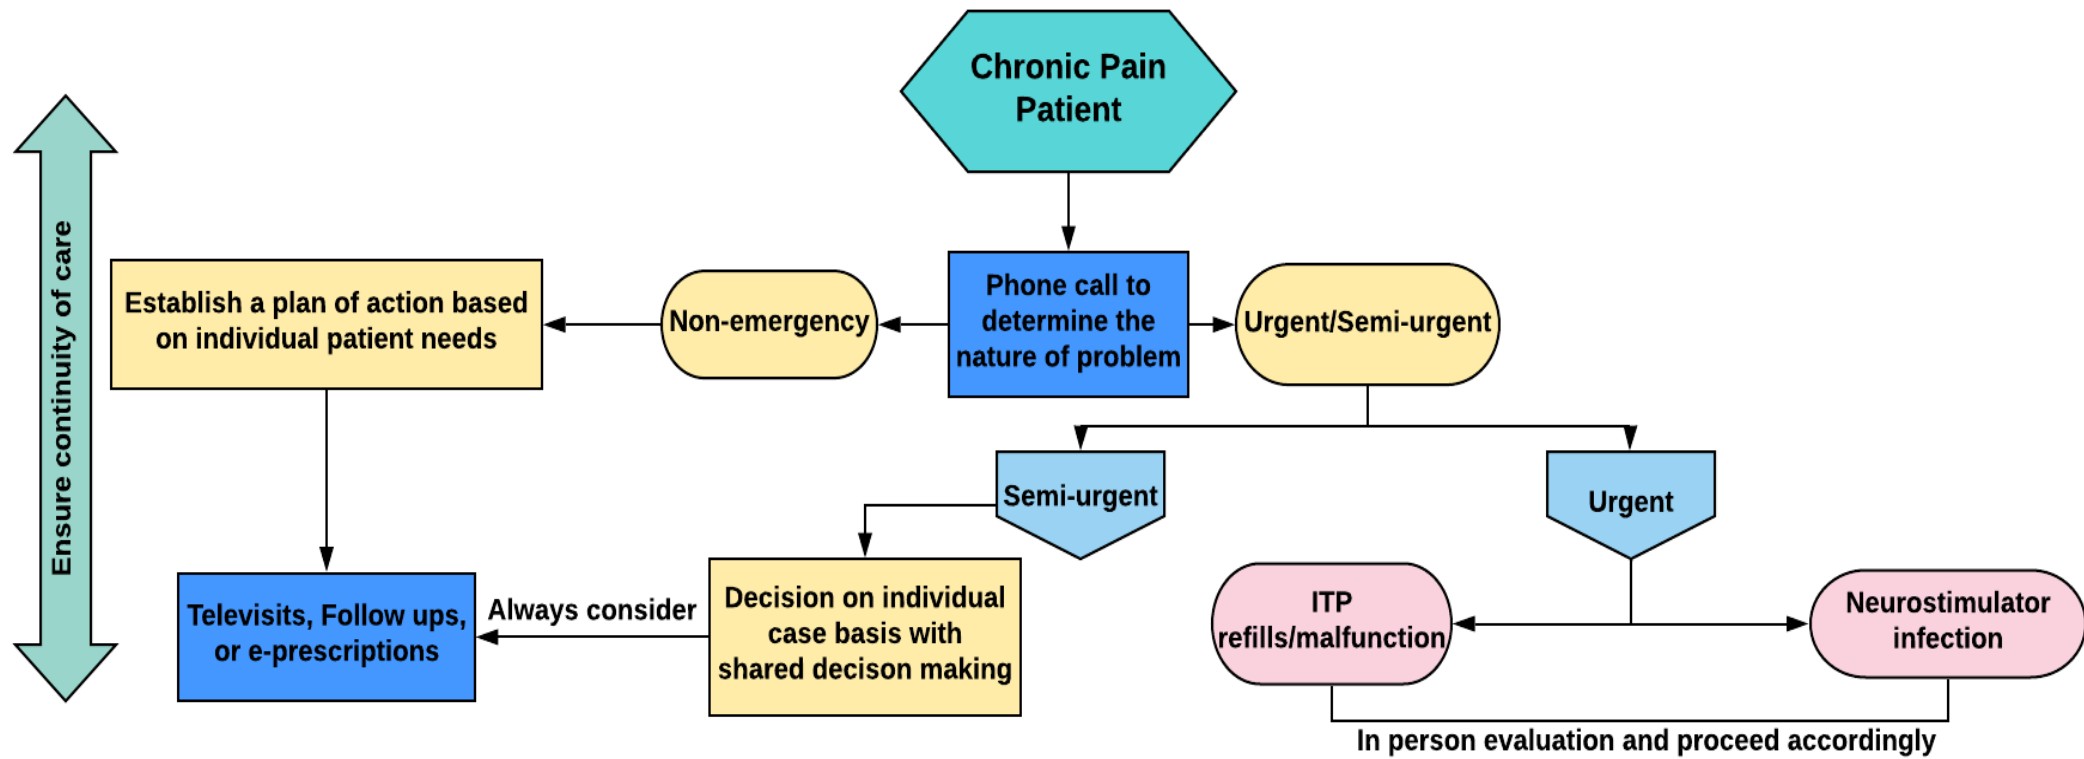 Chronic Pain
Patient
Ensure continuity of care
Establish a plan of action based
on individual patient needs
Non-emergency
Phone call to
determine the
nature of problem
Urgent/Semi-urgent
Semi-urgent
Urgent
Televisits, Follow ups,
or e-prescriptions
Always consider
Decision on individual
case basis with
shared decison making
ITP
refills/malfunction
Neurostimulator
infection
In person evaluation and proceed accordingly